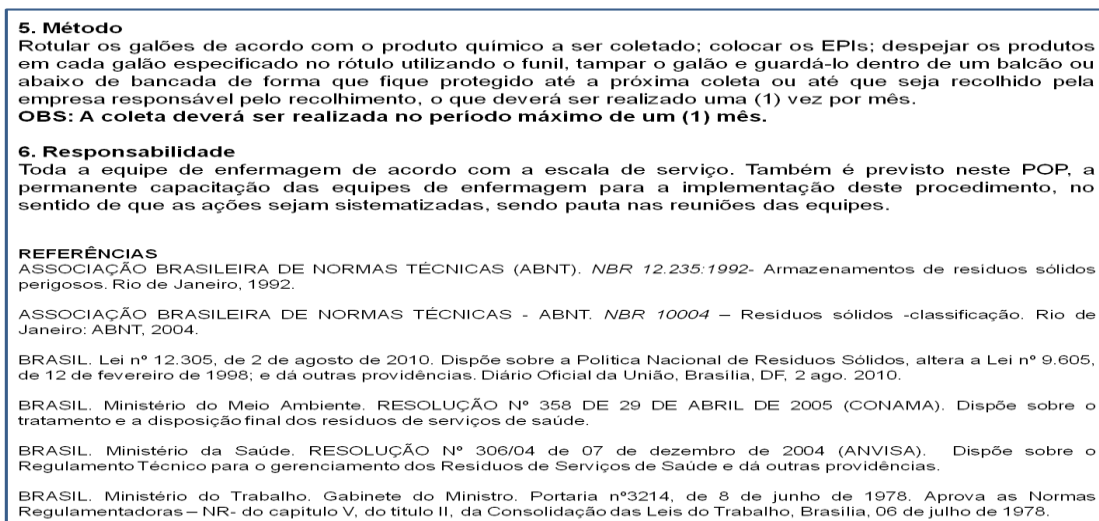 5. Método
Rotular os galões de acordo com o produto químico a ser coletado; colocar os EPIs; despejar os produtos
em cada galão especificado no rótulo utilizando o funil, tampar o galão e guardá-lo dentro de um balcão ou
abaixo de bancada de forma que fique protegido até a próxima coleta ou até que seja recolhido pela
empresa responsável pelo recolhimento, o que deverá ser realizado uma (1) vez por mês.
OBS: A coleta deverá ser realizada no período máximo de um (1) mês.
6. Responsabilidade
Toda a equipe de enfermagem de acordo com a escala de serviço. Também é previsto neste POP, a
permanente capacitação das equipes de enfermagem para a implementação deste procedimento, no
sentido de que as ações sejam sistematizadas, sendo pauta nas reuniões das equipes.
REFERÊNCIAS
ASSOCIAÇÃO BRASILEIRA DE NORMAS TÉCNICAS (ABNT). NBR 12.235:1992- Armazenamentos de resíduos sólidos
perigosos. Rio de Janeiro, 1992.
ASSOCIAÇÃO BRASILEIRA DE NORMAS TÉCNICAS - ABNT. NBR 10004 – Resíduos sólidos -classificação. Rio de
Janeiro: ABNT, 2004.
BRASIL. Lei nº 12.305, de 2 de agosto de 2010. Dispõe sobre a Política Nacional de Resíduos Sólidos, altera a Lei nº 9.605,
de 12 de fevereiro de 1998; e dá outras providências. Diário Oficial da União, Brasília, DF, 2 ago. 2010.
BRASIL. Ministério do Meio Ambiente. RESOLUÇÃO Nº 358 DE 29 DE ABRIL DE 2005 (CONAMA). Dispõe sobre o
tratamento e a disposição final dos resíduos de serviços de saúde.
BRASIL. Ministério da Saúde. RESOLUÇÃO Nº 306/04 de 07 de dezembro de 2004 (ANVISA). Dispõe sobre o
Regulamento Técnico para o gerenciamento dos Resíduos de Serviços de Saúde e dá outras providências.
BRASIL. Ministério do Trabalho. Gabinete do Ministro. Portaria nº3214, de 8 de junho de 1978. Aprova as Normas
Regulamentadoras – NR- do capítulo V, do título II, da Consolidação das Leis do Trabalho, Brasília, 06 de julho de 1978.